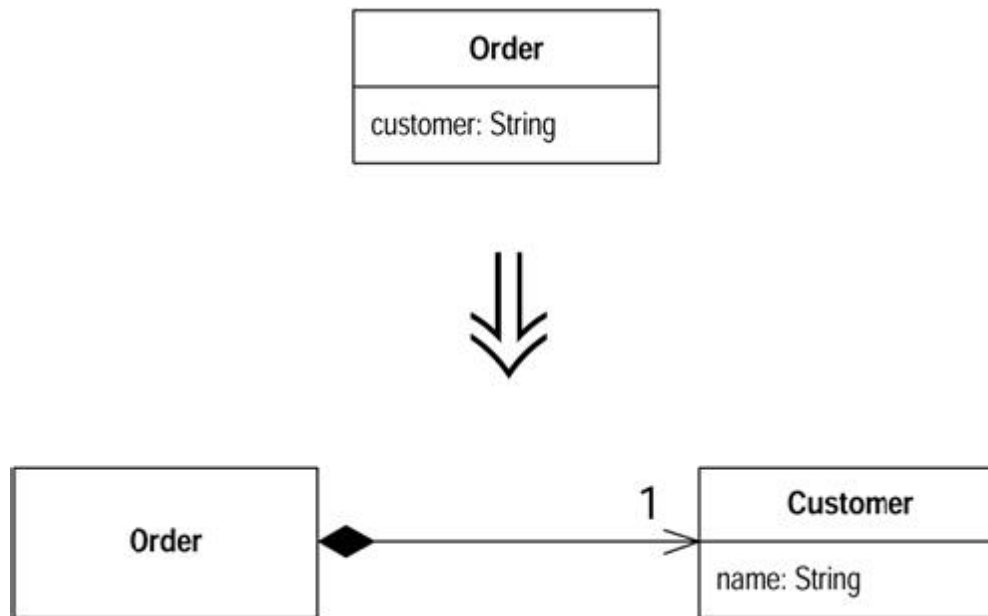 Order
customer: String
Order
1
Customer
name: String